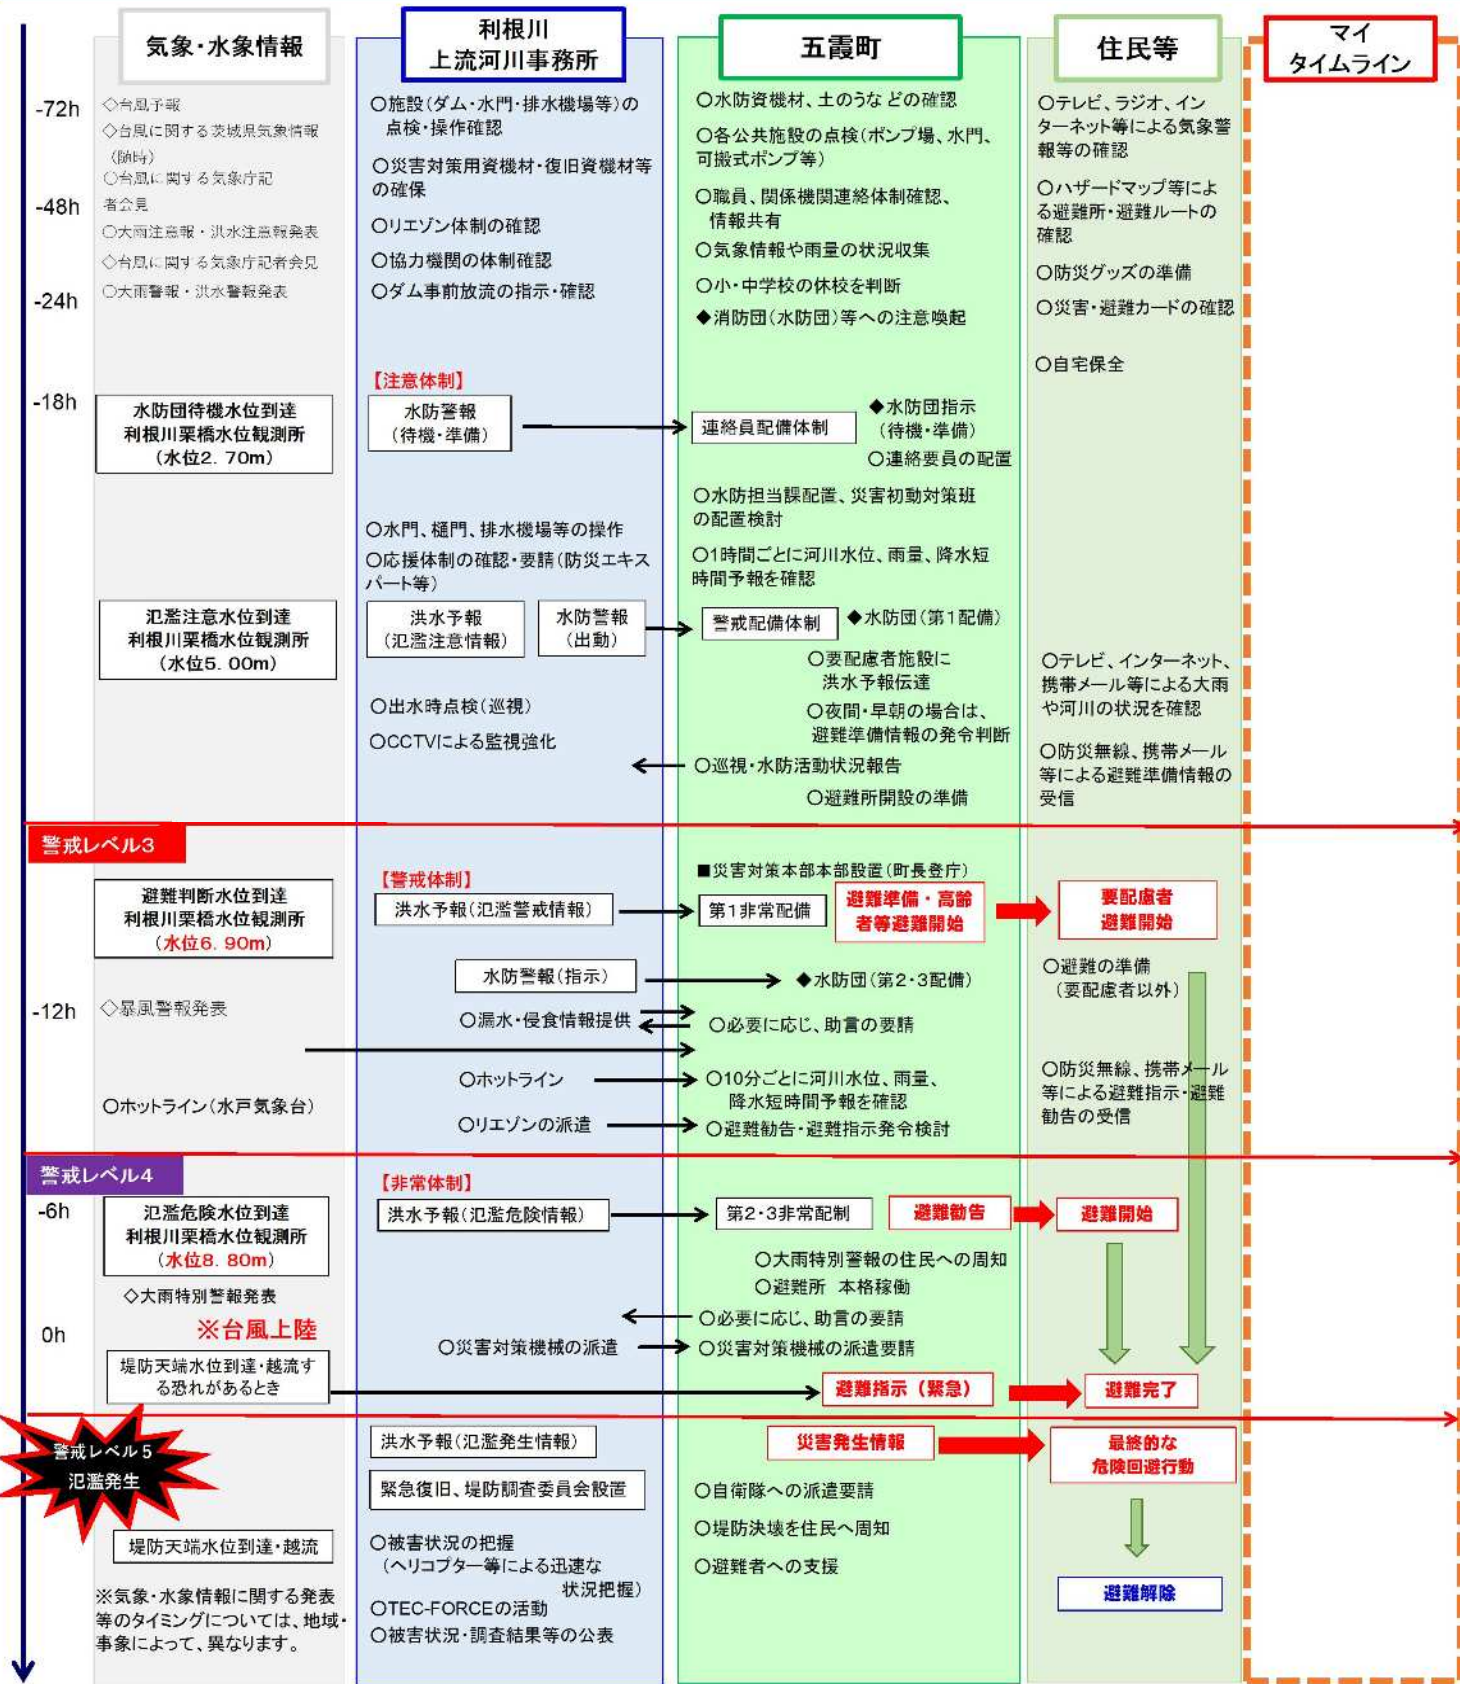 気象・水象情報
利根川
上流河川事務所
五霞町
住民等
マイ
タイムライン
-72h
-48h
-24h
-18h
-12h
-6h
0h
◇台風予報
◇台風に関する茨城県気象情報
(随時)
○台風に関する気象庁記
者会見
○大雨注意報・洪水注意報発表
◇台風に関する気象庁記者会見
○大雨警報・洪水警報発表
水防団待機水位到達
利根川栗橋水位観測所
(水位2.70m)
氾濫注意水位到達
利根川栗橋水位観測所
(水位5.00m)
警戒レベル3
避難判断水位到達
利根川栗橋水位観測所
(水位6.90m)
◇暴風警報発表
○ホットライン(水戸気象台)
警戒レベル4
氾濫危険水位到達
利根川栗橋水位観測所
(水位8.80m)
◇大雨特別警報発表
※台風上陸
堤防天端水位到達・越流す
る恐れがあるとき
警戒レベル5
氾濫発生
堤防天端水位到達・越流
※気象・水象情報に関する発表
等のタイミングについては、地域・
事象によって、異なります。
○施設(ダム・水門・排水機場等)の
点検・操作確認
○災害対策用資機材・復旧資機材等
の確保
○リエゾン体制の確認
○協力機関の体制確認
○ダム事前放流の指示・確認
【注意体制】
水防警報
(待機・準備)
○水門、樋門、排水機場等の操作
○応援体制の確認・要請(防災エキス
パート等)
洪水予報
(氾濫注意情報)
水防警報
(出動)
○出水時点検(巡視)
○CCTVによる監視強化
【警戒体制】
洪水予報(氾濫警戒情報)
水防警報(指示)
○漏水・侵食情報提供
○ホットライン
○リエゾンの派遣
【非常体制】
洪水予報(氾濫危険情報)
○災害対策機械の派遣
洪水予報(氾濫発生情報)
緊急復旧、堤防調査委員会設置
○被害状況の把握
(ヘリコプター等による迅速な
状況把握)
○TEC-FORCEの活動
○被害状況・調査結果等の公表
○水防資機材、土のうな どの確認
○各公共施設の点検(ポンプ場、水門、
可搬式ポンプ等)
○職員、関係機関連絡体制確認、
情報共有
○気象情報や雨量の状況収集
○小・中学校の休校を判断
◆消防団(水防団)等への注意喚起
連絡員配備体制
◆水防団指示
(待機・準備)
○連絡要員の配置
○水防担当課配置、災害初動対策班
の配置検討
○1時間ごとに河川水位、雨量、降水短
時間予報を確認
警戒配備体制
◆水防団(第1配備)
○要配慮者施設に
洪水予報伝達
○夜間・早朝の場合は、
避難準備情報の発令判断
○巡視・水防活動状況報告
○避難所開設の準備
■災害対策本部本部設置(町長登庁)
第1非常配備
避難準備・高齢
者等避難開始
◆水防団(第2・3配備)
○必要に応じ、助言の要請
○10分ごとに河川水位、雨量、
降水短時間予報を確認
○避難勧告・避難指示発令検討
第2・3非常配制
避難勧告
○大雨特別警報の住民への周知
○避難所 本格稼働
○必要に応じ、助言の要請
○災害対策機械の派遣要請
避難指示(緊急)
災害発生情報
○自衛隊への派遣要請
○堤防決壊を住民へ周知
○避難者への支援
○テレビ、ラジオ、イン
ターネット等による気象警
報等の確認
○ハザードマップ等によ
る避難所・避難ルートの
確認
○防災グッズの準備
○災害・避難カードの確認
○自宅保全
○テレビ、インターネット、
携帯メール等による大雨
や河川の状況を確認
○防災無線、携帯メール
等による避難準備情報の
受信
要配慮者
避難開始
○避難の準備
(要配慮者以外)
○防災無線、携帯メール
等による避難指示・避難
勧告の受信
避難開始
避難完了
最終的な
危険回避行動
避難解除